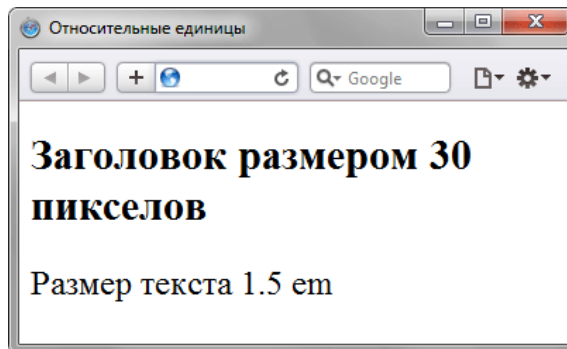 Относительные единицы
Google
Заголовок размером 30
пикселов
Размер текста 1.5 em